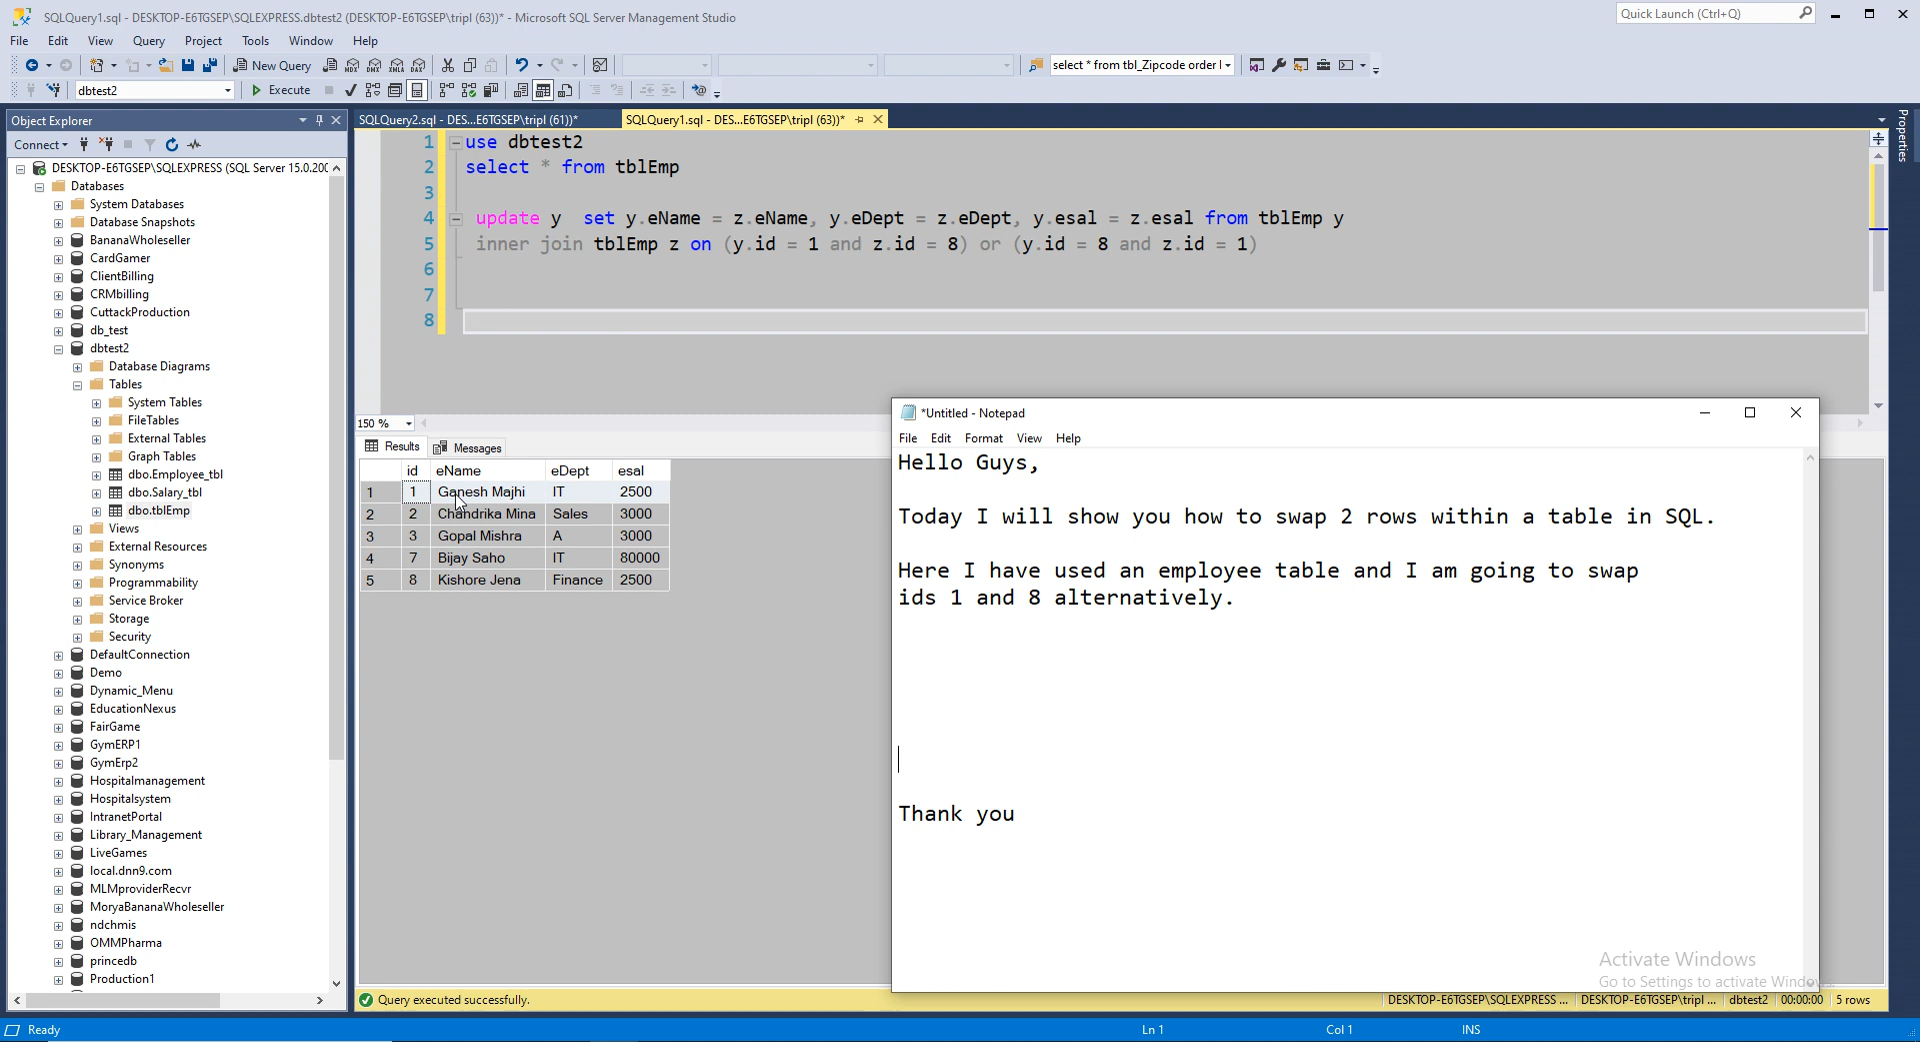 SQLQuery1.sql - DESKTOP-E6TGSEP\SQLEXPRESS.dbtest2 (DESKTOP-E6TGSEP\tripl (63))* - Microsoft SQL Server Management Studio
Quick Launch (Ctrl+Q)
File Edit View Query Project Tools Window Help
New Query
select * from tbl_Zipcode order l
dbtest2
Execute
Object Explorer
SQLQuery2.sql - DES...E6TGSEP\tripl (61))*
SQLQuery1.sql - DES...E6TGSEP\tripl (63))*
Properties
Connect
DESKTOP-E6TGSEP\SQLEXPRESS (SQL Server 15.0.200
Databases
System Databases
Database Snapshots
BananaWholeseller
CardGamer
ClientBilling
CRMbilling
CuttackProduction
db_test
dbtest2
Database Diagrams
Tables
System Tables
FileTables
External Tables
Graph Tables
dbo.Employee_tbl
dbo.Salary_tbl
dbo.tblEmp
Views
External Resources
Synonyms
Programmability
Service Broker
Storage
Security
DefaultConnection
Demo
Dynamic_Menu
EducationNexus
FairGame
GymERP1
GymErp2
Hospitalmanagement
Hospitalsystem
IntranetPortal
Library_Management
LiveGames
local.dnn9.com
MLMproviderRecvr
MoryaBananaWholeseller
ndchmis
OMMPharma
princedb
Production1
1 use dbtest2
2 select * from tblEmp
3
4 update y set y.eName = z.eName, y.eDept = z.eDept, y.esal = z.esal from tblEmp y
5 inner join tblEmp z on (y.id = 1 and z.id = 8) or (y.id = 8 and z.id = 1)
6
7
8
150 %
Results Messages
id eName eDept esal
1 1 Ganesh Majhi IT 2500
2 2 Chandrika Mina Sales 3000
3 3 Gopal Mishra A 3000
4 7 Bijay Saho IT 80000
5 8 Kishore Jena Finance 2500
*Untitled - Notepad
File Edit Format View Help
Hello Guys,
Today I will show you how to swap 2 rows within a table in SQL.
Here I have used an employee table and I am going to swap
ids 1 and 8 alternatively.
Thank you
Activate Windows
Go to Settings to activate Windows.
Query executed successfully.
DESKTOP-E6TGSEP\SQLEXPRESS ... DESKTOP-E6TGSEP\tripl ... dbtest2 00:00:00 5 rows
Ready Ln 1 Col 1 INS